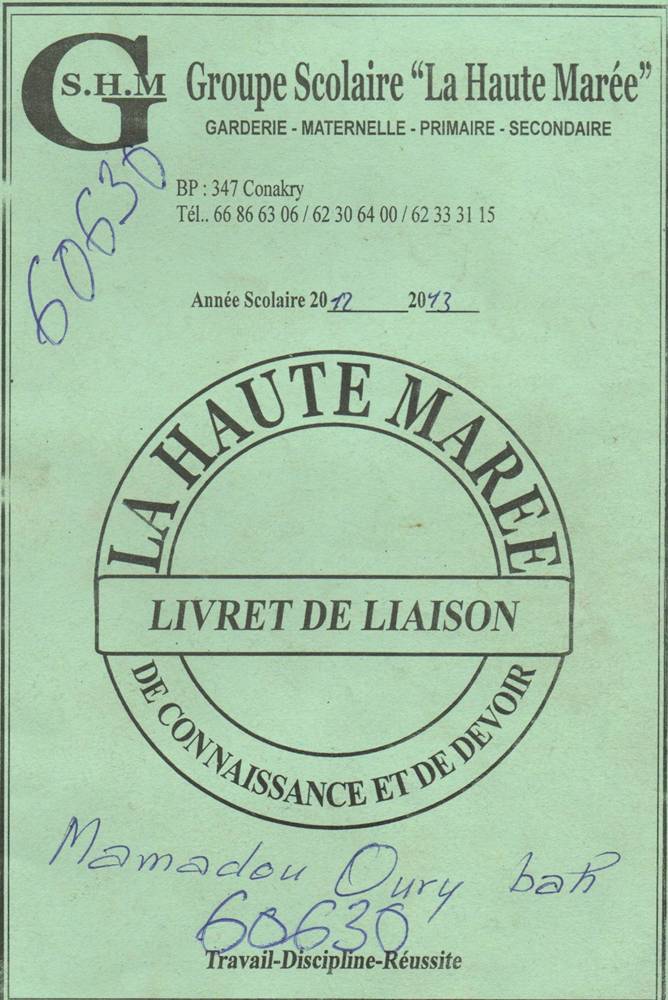 G S.H.M
Groupe Scolaire “La Haute Marée”
GARDERIE - MATERNELLE - PRIMAIRE - SECONDAIRE
60630
BP : 347 Conakry
Tél.. 66 86 63 06 / 62 30 64 00 / 62 33 31 15
Année Scolaire 2012 2013
LA HAUTE MAREE
LIVRET DE LIAISON
DE CONNAISSANCE ET DE DEVOIR
Mamadou Oury bah
60630
Travail-Discipline-Réussite